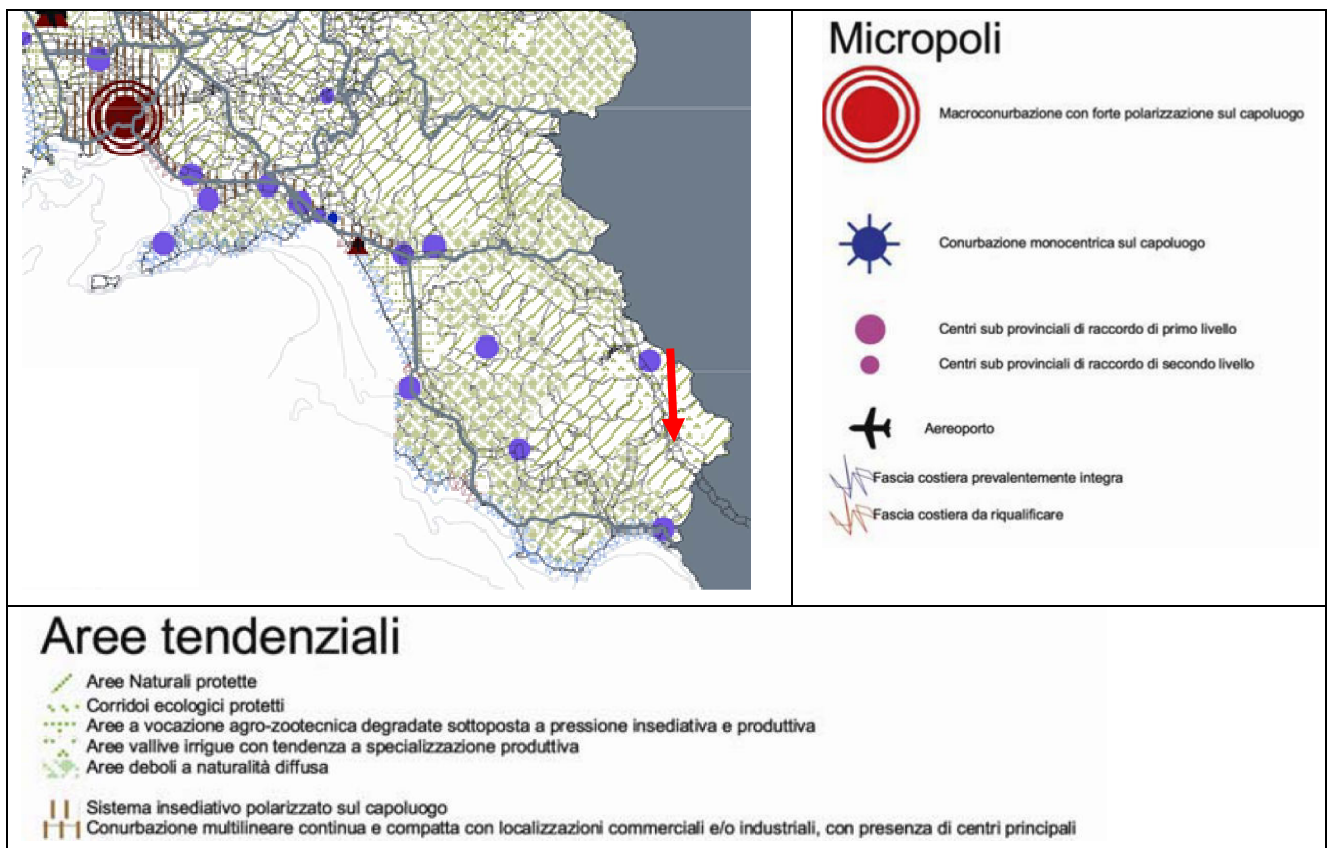 Micropoli
Macroconurbazione con forte polarizzazione sul capoluogo
Conurbazione monocentrica sul capoluogo
Centri sub provinciali di raccordo di primo livello
Centri sub provinciali di raccordo di secondo livello
Aereoporto
Fascia costiera prevalentemente integra
Fascia costiera da riqualificare
Aree tendenziali
Aree Naturali protette
Corridoi ecologici protetti
Aree a vocazione agro-zootecnica degradate sottoposta a pressione insediativa e produttiva
Aree vallive irrigue con tendenza a specializzazione produttiva
Aree deboli a naturalità diffusa
Sistema insediativo polarizzato sul capoluogo
Conurbazione multilineare continua e compatta con localizzazioni commerciali e/o industriali, con presenza di centri principali